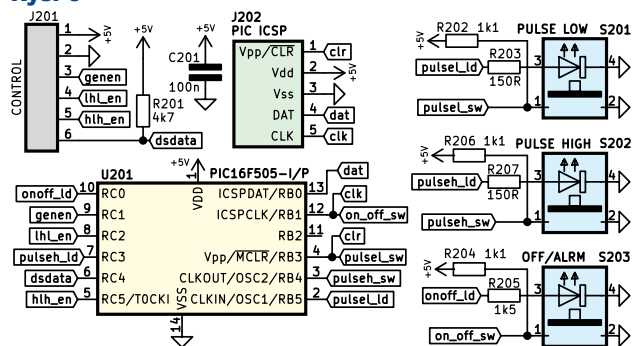 J201
CONTROL
1
+5V
2
3 genen
4 lhl_en
5 hlh_en
6 dsdata
+5V
R201
4k7
+5V
C201
100n
J202
PIC ICSP
Vpp/CLR 1 clr
Vdd 2 +5V
Vss 3
DAT 4 dat
CLK 5 clk
U201 PIC16F505-I/P
+5V
1
VDD
onoff_ld 10 RC0
genen 9 RC1
lhl_en 8 RC2
pulseh_ld 7 RC3
dsdata 6 RC4
hlh_en 5 RC5/TOCKI
ICSPDAT/RB0 13 dat
ICSPCLK/RB1 12 clk
on_off_sw
RB2 11 clr
Vpp/MCLR/RB3 4 pulsel_sw
CLKOUT/OSC2/RB4 3 pulseh_sw
CLKIN/OSC1/RB5 2 pulsel_ld
VSS
14
R202 1k1
PULSE LOW S201
+5V
R203
pulsel_ld 150R 3 4
pulsel_sw 1 2
R206 1k1
PULSE HIGH S202
+5V
R207
pulseh_ld 150R 3 4
pulseh_sw 1 2
R204 1k1
OFF/ALRM S203
+5V
R205
onoff_ld 1k5 3 4
on_off_sw 1 2